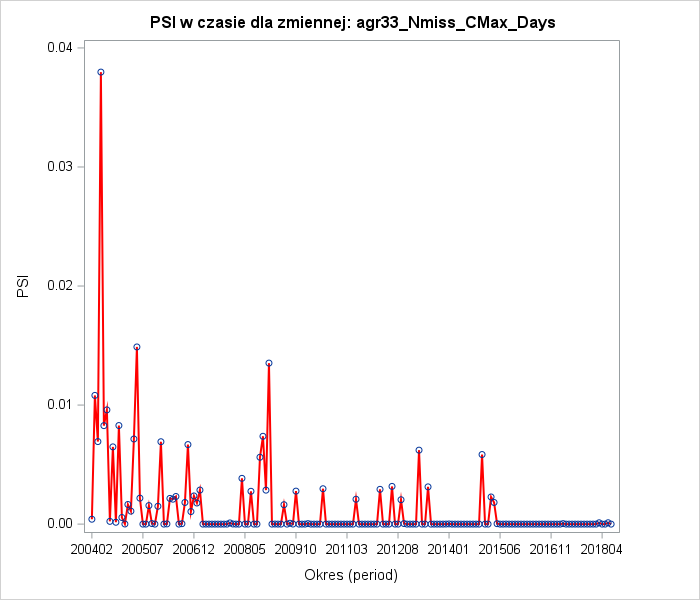 PSI w czasie dla zmiennej: agr33_Nmiss_CMax_Days
0.04
0.03
0.02
0.01
0.00
PSI
200402 200507 200612 200805 200910 201103 201208 201401 201506 201611 201804
Okres (period)